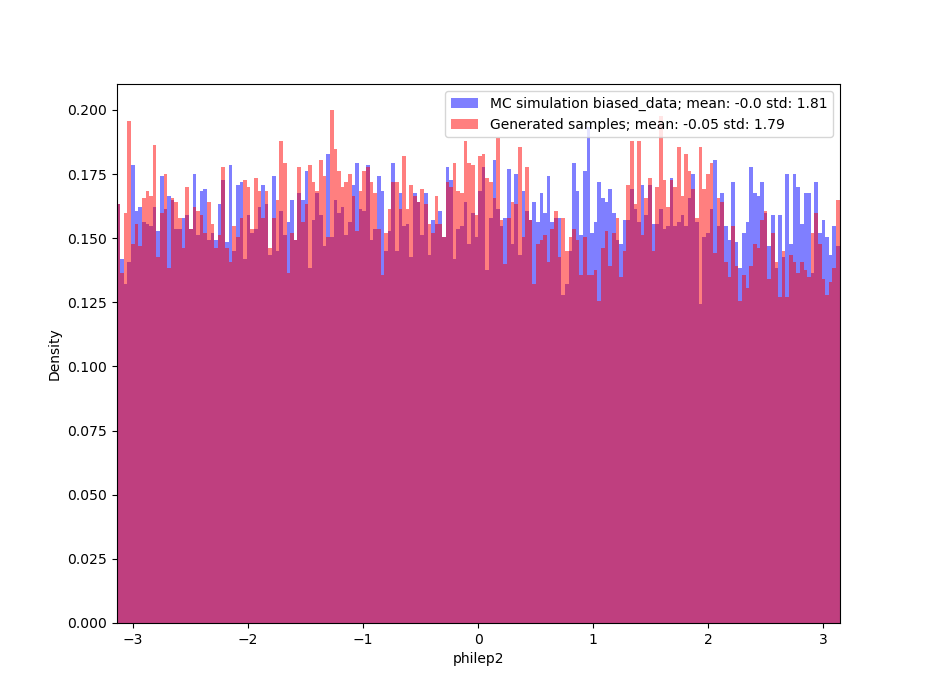 MC simulation biased_data; mean: -0.0 std: 1.81
Generated samples; mean: -0.05 std: 1.79
0.200
0.175
0.150
0.125
0.100
0.075
0.050
0.025
0.000
Density
−3 −2 −1 0 1 2 3
philep2